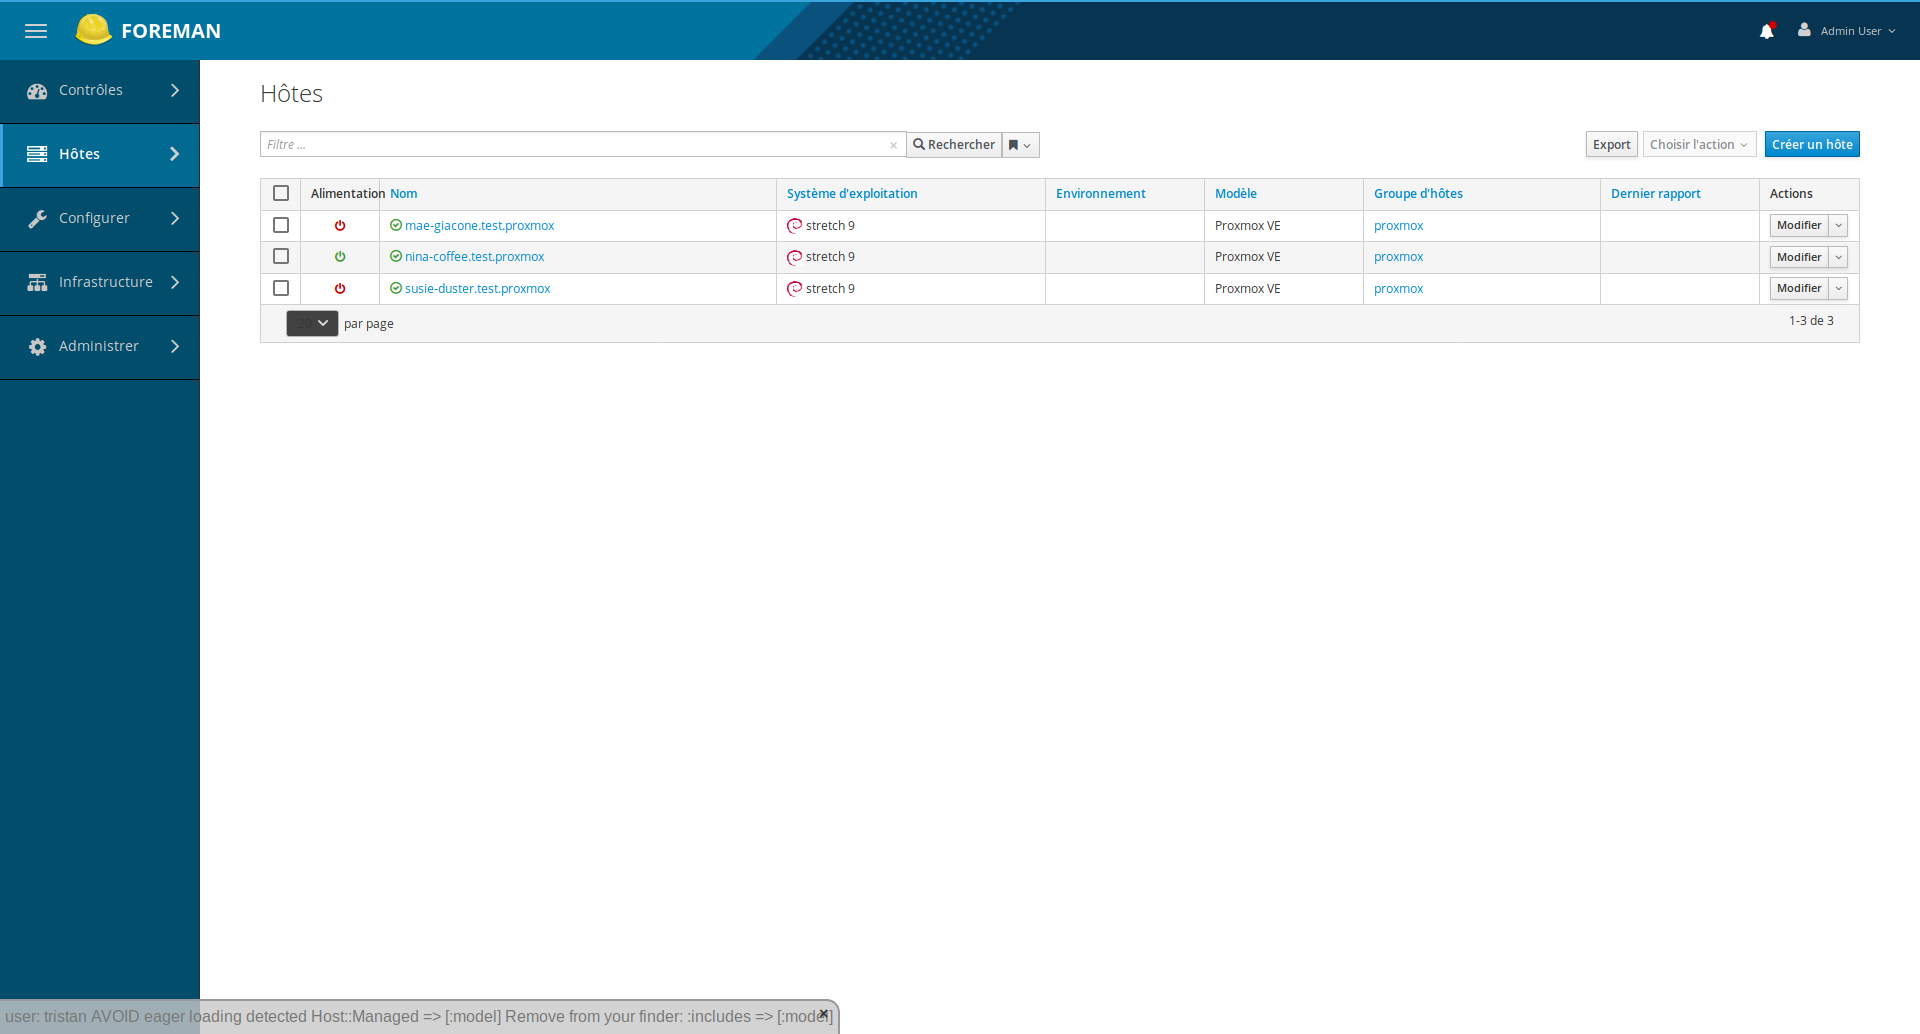 FOREMAN
Admin User
Contrôles
Hôtes
Configurer
Infrastructure
Administrer
Hôtes
Filtre ...
× Rechercher
Export Choisir l'action Créer un hôte
Alimentation Nom Système d'exploitation Environnement Modèle Groupe d'hôtes Dernier rapport Actions
mae-giacone.test.proxmox stretch 9 Proxmox VE proxmox Modifier
nina-coffee.test.proxmox stretch 9 Proxmox VE proxmox Modifier
susie-duster.test.proxmox stretch 9 Proxmox VE proxmox Modifier
20 par page 1-3 de 3
user: tristan AVOID eager loading detected Host::Managed => [:model] Remove from your finder: :includes => [:model]